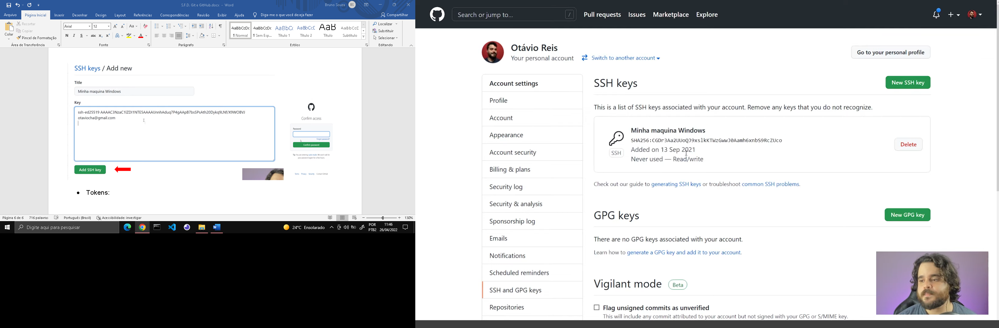 S.F.D. Git e GitHub.docx - Word
Bruno Souza BS
Arquivo Página Inicial Inserir Desenhar Design Layout Referências Correspondências Revisão Exibir Ajuda Diga-me o que você deseja fazer Compartilhar
Colar
Recortar
Copiar
Pincel de Formatação
Área de Transferência
Arial 12
Aa
N I S abc x₂ x²
Fonte
Parágrafo
AaBbCcDc AaBbCcDc AaBbC( AaBbCcE AaB AaBbCcD
¶ Normal ¶ Sem Esp... Título 1 Título 2 Título Subtítulo
Estilos
Localizar
Substituir
Selecionar
Editando
SSH keys / Add new
Title
Minha maquina Windows
Key
otaviocha@gmail.com
Add SSH key
Confirm access
Password
Forgot password?
Confirm password
Tip: You are entering sudo mode. We won't ask for
your password again for a few hours.
Terms Privacy Security Contact GitHub
• Tokens:
Página 6 de 6 716 palavras Português (Brasil) Acessibilidade: investigar 130%
Digite aqui para pesquisar
24°C Ensolarado
POR
PTB2
11:46
26/04/2022
Search or jump to... /
Pull requests Issues Marketplace Explore
Otávio Reis
Your personal account Switch to another account
Go to your personal profile
Account settings
Profile
Account
Appearance
Account security
Billing & plans
Security log
Security & analysis
Sponsorship log
Emails
Notifications
Scheduled reminders
SSH and GPG keys
Repositories
SSH keys
New SSH key
This is a list of SSH keys associated with your account. Remove any keys that you do not recognize.
Minha maquina Windows
SHA256:CGDr3Aa2UUoQJ9xslkKTWzGwwJ0Aamh6xnbS9RcZUco
Added on 13 Sep 2021
Never used — Read/write
SSH
Delete
Check out our guide to generating SSH keys or troubleshoot common SSH problems.
GPG keys
New GPG key
There are no GPG keys associated with your account.
Learn how to generate a GPG key and add it to your account.
Vigilant mode Beta
Flag unsigned commits as unverified
This will include any commit attributed to your account but not signed with your GPG or S/MIME key.